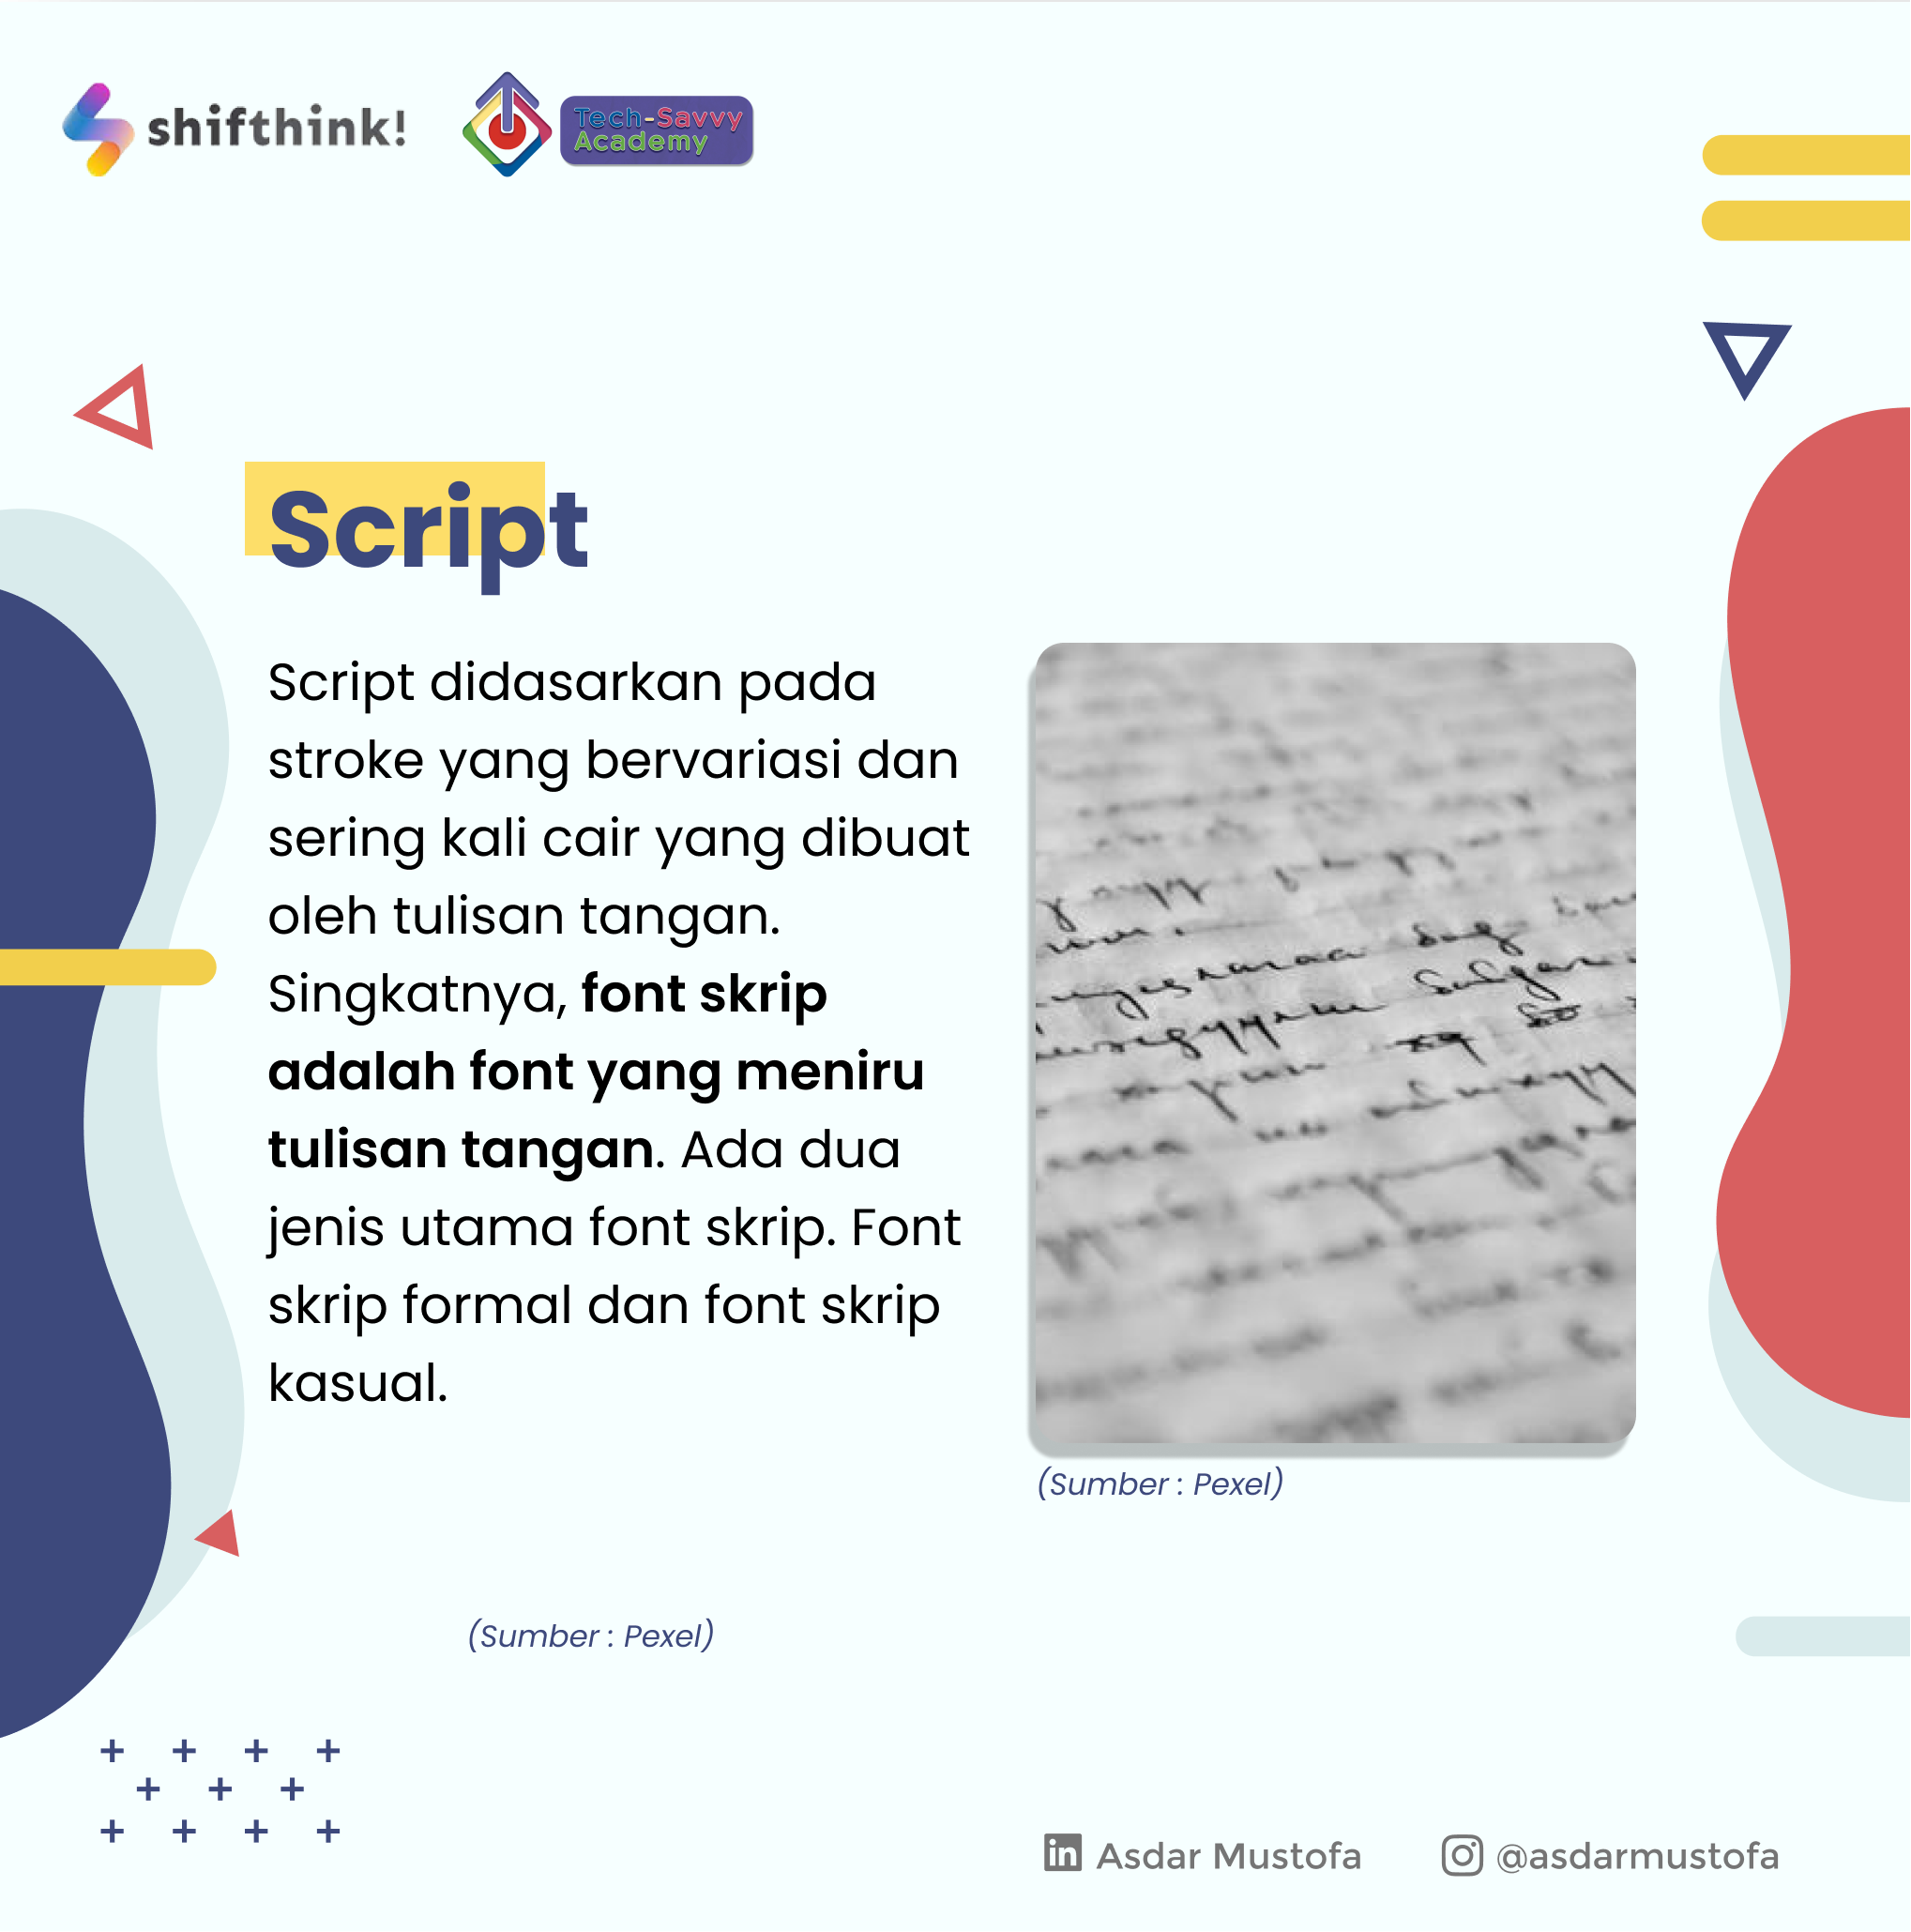 shifthink!
Tech-Savvy
Academy
Script
Script didasarkan pada
stroke yang bervariasi dan
sering kali cair yang dibuat
oleh tulisan tangan.
Singkatnya, font skrip
adalah font yang meniru
tulisan tangan. Ada dua
jenis utama font skrip. Font
skrip formal dan font skrip
kasual.
(Sumber : Pexel)
(Sumber : Pexel)
Asdar Mustofa
@asdarmustofa